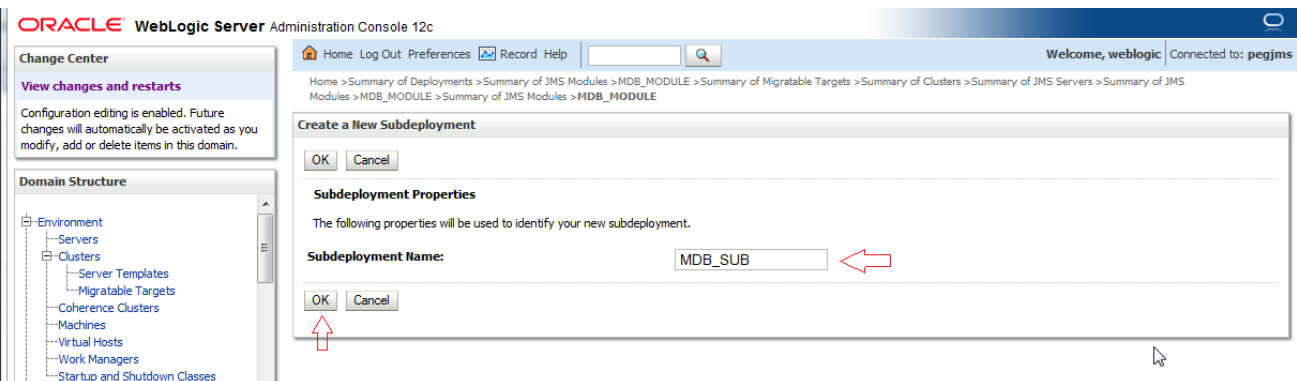 ORACLE WebLogic Server Administration Console 12c
Change Center
View changes and restarts
Configuration editing is enabled. Future
changes will automatically be activated as you
modify, add or delete items in this domain.
Domain Structure
Environment
Servers
Clusters
Server Templates
Migratable Targets
Coherence Clusters
Machines
Virtual Hosts
Work Managers
Startup and Shutdown Classes
Home Log Out Preferences Record Help
Welcome, weblogic Connected to: pegjms
Home >Summary of Deployments >Summary of JMS Modules >MDB_MODULE >Summary of Migratable Targets >Summary of Clusters >Summary of JMS Servers >Summary of JMS
Modules >MDB_MODULE >Summary of JMS Modules >MDB_MODULE
Create a New Subdeployment
OK Cancel
Subdeployment Properties
The following properties will be used to identify your new subdeployment.
Subdeployment Name: MDB_SUB
OK Cancel